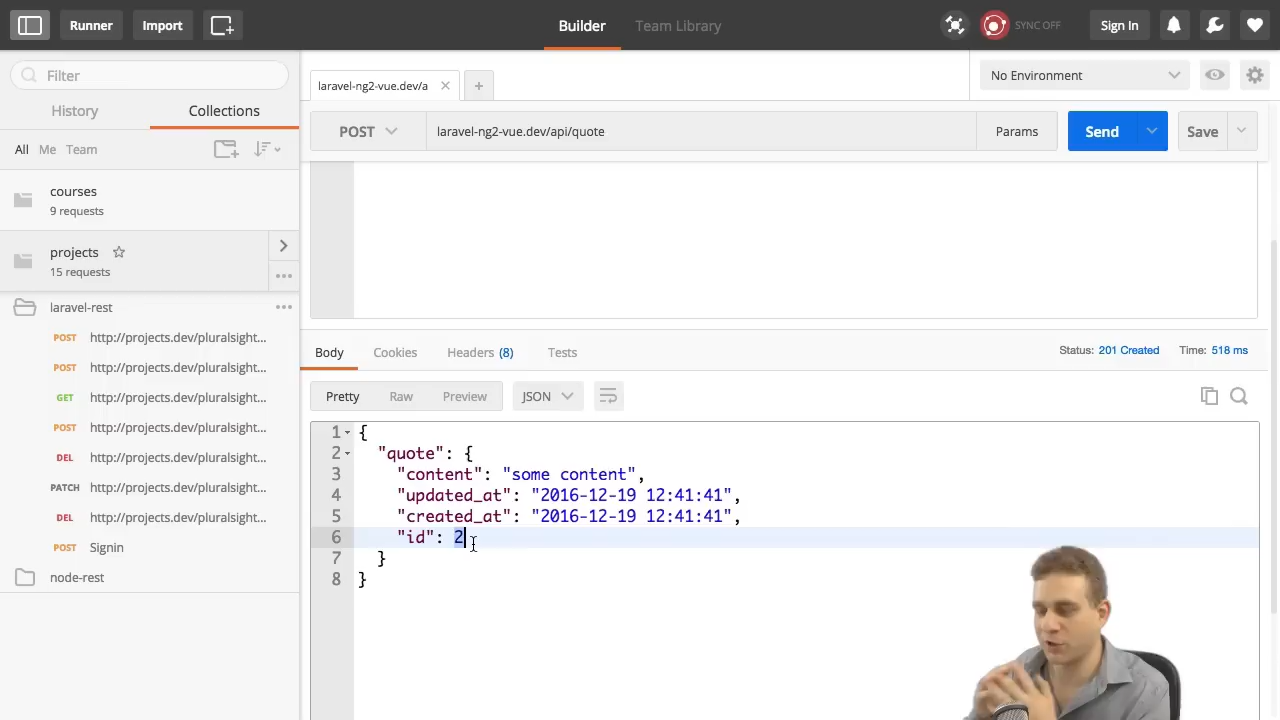 Runner
Import
Builder
Team Library
SYNC OFF
Sign In
Filter
History
Collections
All Me Team
courses
9 requests
projects
15 requests
laravel-rest
POST http://projects.dev/pluralsight...
POST http://projects.dev/pluralsight...
GET http://projects.dev/pluralsight...
POST http://projects.dev/pluralsight...
DEL http://projects.dev/pluralsight...
PATCH http://projects.dev/pluralsight...
DEL http://projects.dev/pluralsight...
POST Signin
node-rest
laravel-ng2-vue.dev/a
No Environment
POST laravel-ng2-vue.dev/api/quote Params Send Save
Body Cookies Headers (8) Tests Status: 201 Created Time: 518 ms
Pretty Raw Preview JSON
1 {
2 "quote": {
3 "content": "some content",
4 "updated_at": "2016-12-19 12:41:41",
5 "created_at": "2016-12-19 12:41:41",
6 "id": 2
7 }
8 }